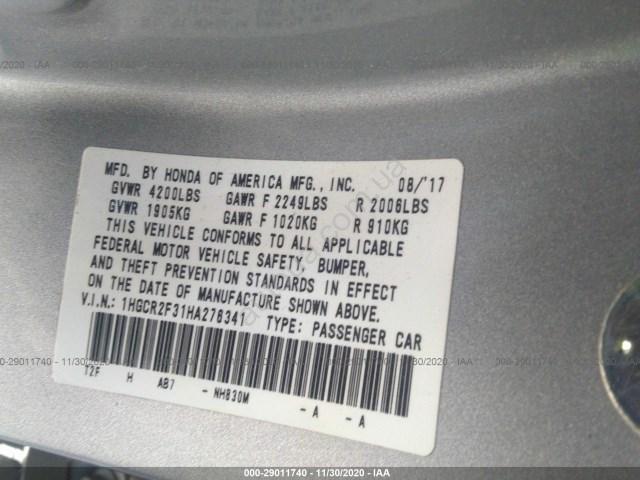 MFD. BY HONDA OF AMERICA MFG., INC. 08/'17
GVWR 4200LBS GAWR F 2249LBS R 2006LBS
GVWR 1905KG GAWR F 1020KG R 910KG
THIS VEHICLE CONFORMS TO ALL APPLICABLE
FEDERAL MOTOR VEHICLE SAFETY, BUMPER,
AND THEFT PREVENTION STANDARDS IN EFFECT
ON THE DATE OF MANUFACTURE SHOWN ABOVE.
V.I.N.: 1HGCR2F31HA276341 TYPE: PASSENGER CAR
T2F H AB7 - NH830M - A - A
000-29011740 - 11/30/2020 - IAA